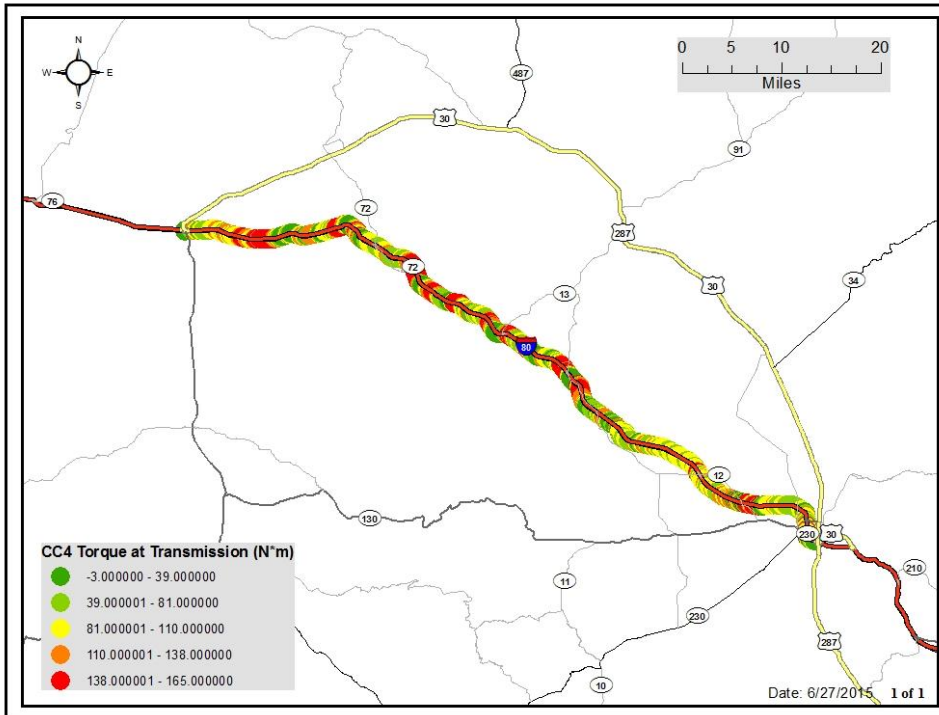 N
W E
S
0 5 10 20
Miles
487
30
91
76
72
287
72
30
34
13
80
12
130
230 30
210
11
230
287
10
CC4 Torque at Transmission (N*m)
-3.000000 - 39.000000
39.000001 - 81.000000
81.000001 - 110.000000
110.000001 - 138.000000
138.000001 - 165.000000
Date: 6/27/2015 1 of 1